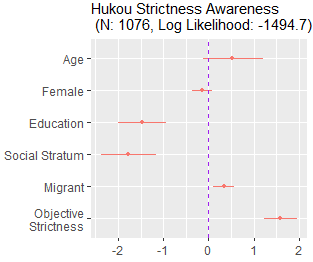 Hukou Strictness Awareness
(N: 1076, Log Likelihood: -1494.7)
Age
Female
Education
Social Stratum
Migrant
Objective
Strictness
-2 -1 0 1 2